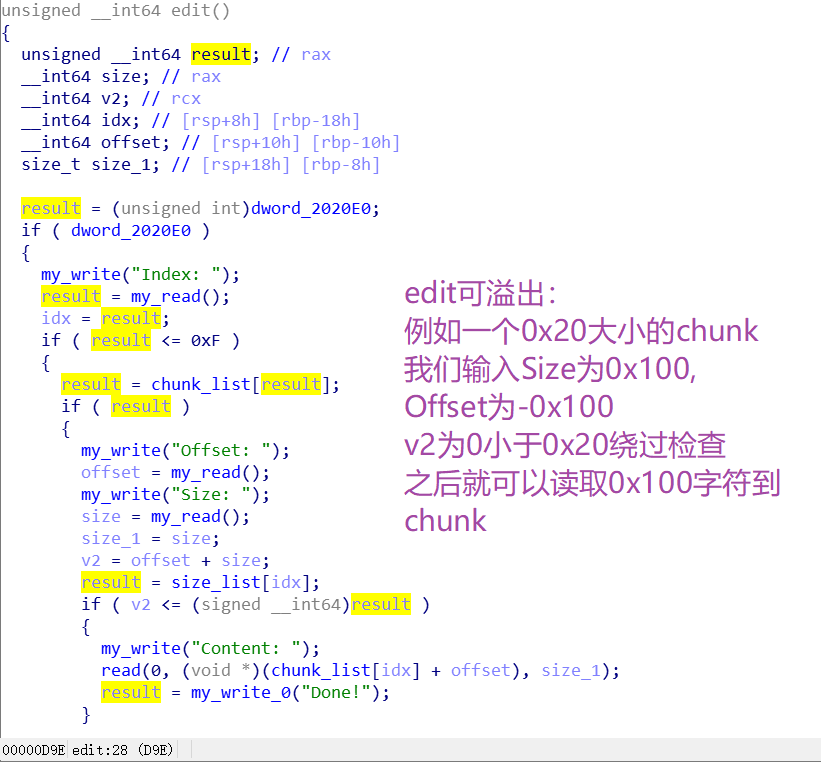 unsigned __int64 edit()
{
  unsigned __int64 result; // rax
  __int64 size; // rax
  __int64 v2; // rcx
  __int64 idx; // [rsp+8h] [rbp-18h]
  __int64 offset; // [rsp+10h] [rbp-10h]
  size_t size_1; // [rsp+18h] [rbp-8h]
  result = (unsigned int)dword_2020E0;
  if ( dword_2020E0 )
  {
    my_write("Index: ");
    result = my_read();
    idx = result;
    if ( result <= 0xF )
    {
      result = chunk_list[result];
      if ( result )
      {
        my_write("Offset: ");
        offset = my_read();
        my_write("Size: ");
        size = my_read();
        size_1 = size;
        v2 = offset + size;
        result = size_list[idx];
        if ( v2 <= (signed __int64)result )
        {
          my_write("Content: ");
          read(0, (void *)(chunk_list[idx] + offset), size_1);
          result = my_write_0("Done!");
        }
edit可溢出：
例如一个0x20大小的chunk
我们输入Size为0x100,
Offset为-0x100
v2为0小于0x20绕过检查
之后就可以读取0x100字符到
chunk
00000D9E edit:28 (D9E)